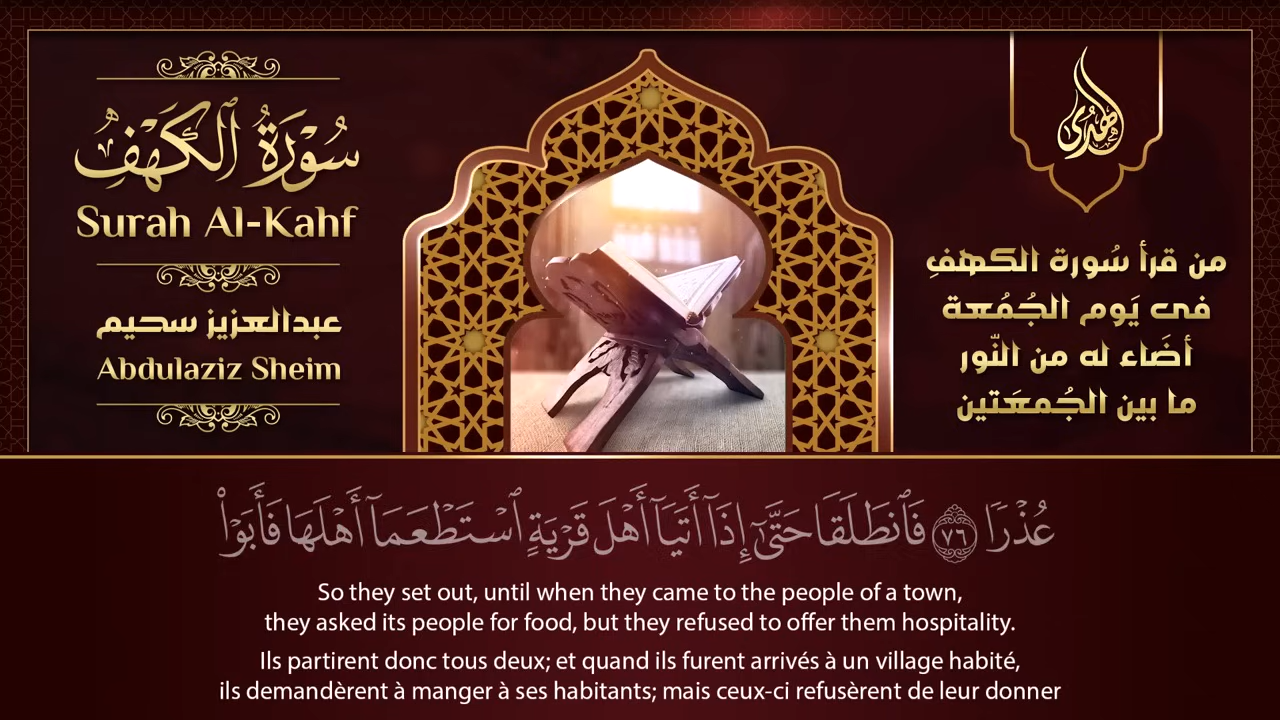 سُورَةُ ٱلْكَهْفِ
Surah Al-Kahf
عبدالعزيز سحيم
Abdulaziz Sheim
الهدى
من قرأ سُورة الكهفِ
فى يَوم الجُمُعة
أضَاء له من النّور
ما بين الجُمعَتين
عُذْرًا ٧٦ فَٱنطَلَقَا حَتَّىٰٓ إِذَآ أَتَيَآ أَهْلَ قَرْيَةٍ ٱسْتَطْعَمَآ أَهْلَهَا فَأَبَوْا۟
So they set out, until when they came to the people of a town,
they asked its people for food, but they refused to offer them hospitality.
Ils partirent donc tous deux; et quand ils furent arrivés à un village habité,
ils demandèrent à manger à ses habitants; mais ceux-ci refusèrent de leur donner